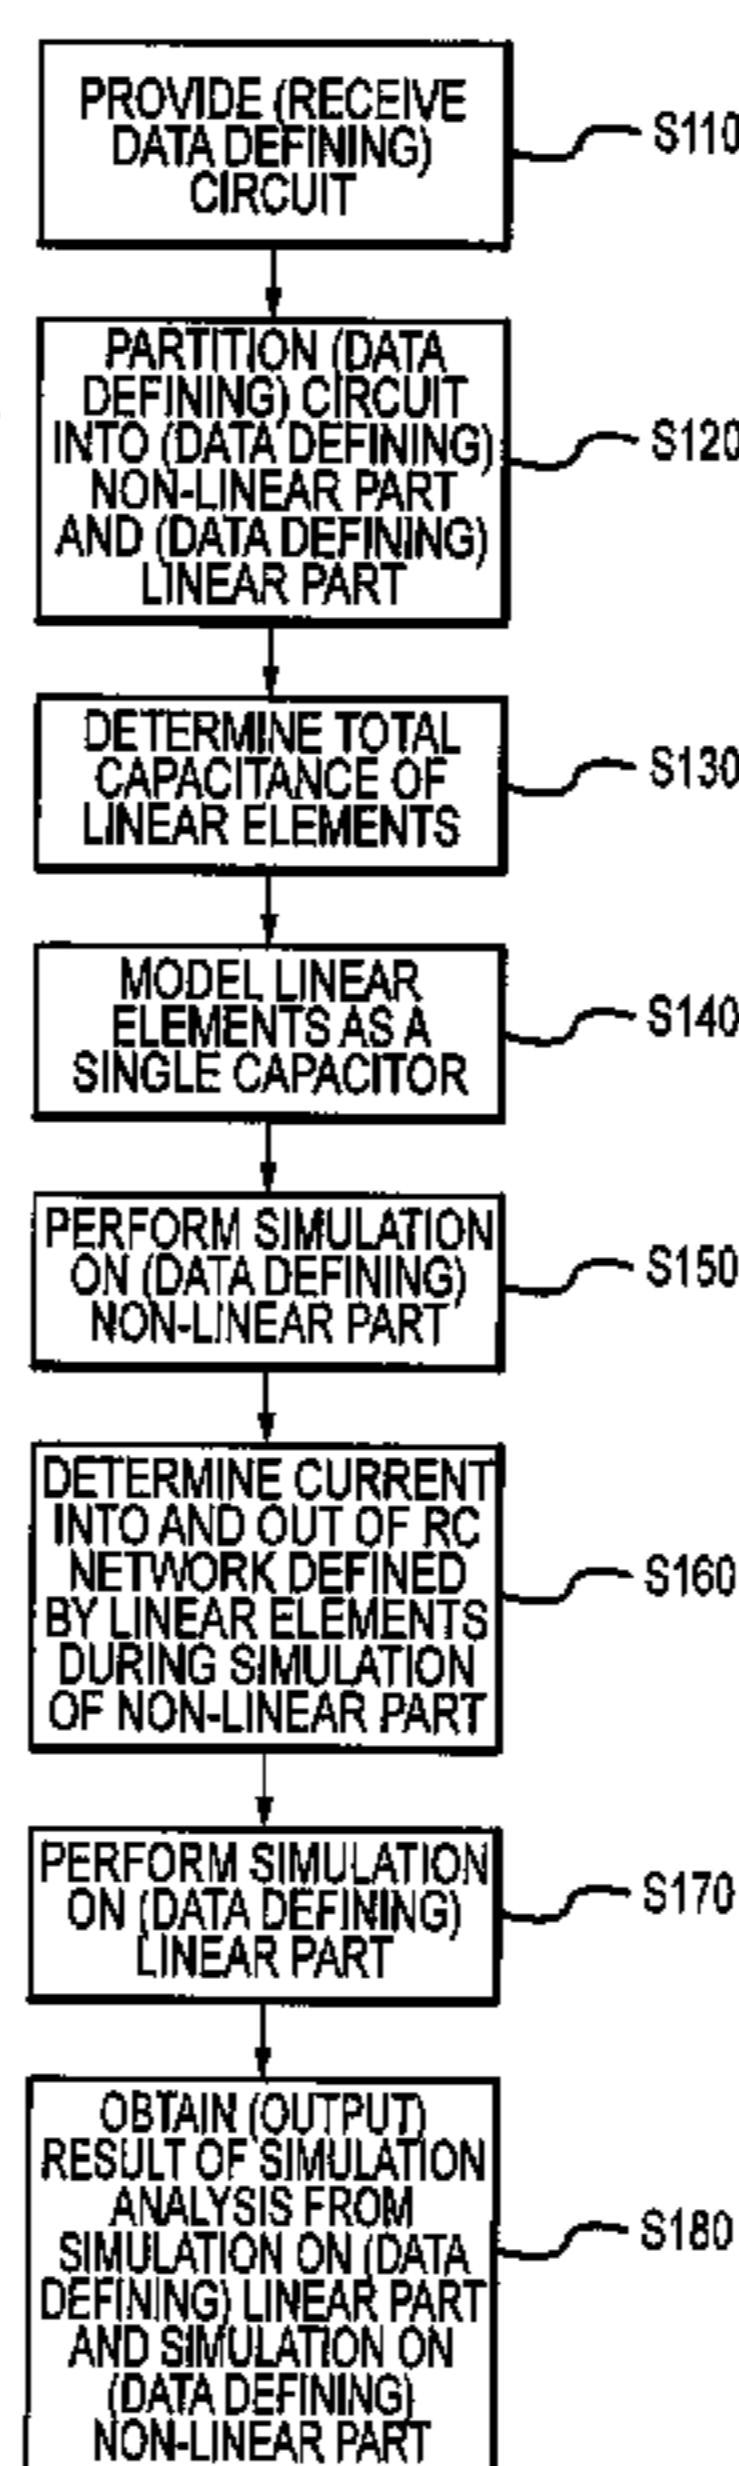 PROVIDE (RECEIVE
DATA DEFINING)
CIRCUIT
S110
PARTITION (DATA
DEFINING) CIRCUIT
INTO (DATA DEFINING)
NON-LINEAR PART
AND (DATA DEFINING)
LINEAR PART
S120
DETERMINE TOTAL
CAPACITANCE OF
LINEAR ELEMENTS
S130
MODEL LINEAR
ELEMENTS AS A
SINGLE CAPACITOR
S140
PERFORM SIMULATION
ON (DATA DEFINING)
NON-LINEAR PART
S150
DETERMINE CURRENT
INTO AND OUT OF RC
NETWORK DEFINED
BY LINEAR ELEMENTS
DURING SIMULATION
OF NON-LINEAR PART
S160
PERFORM SIMULATION
ON (DATA DEFINING)
LINEAR PART
S170
OBTAIN (OUTPUT)
RESULT OF SIMULATION
ANALYSIS FROM
SIMULATION ON (DATA
DEFINING) LINEAR PART
AND SIMULATION ON
(DATA DEFINING)
NON-LINEAR PART
S180